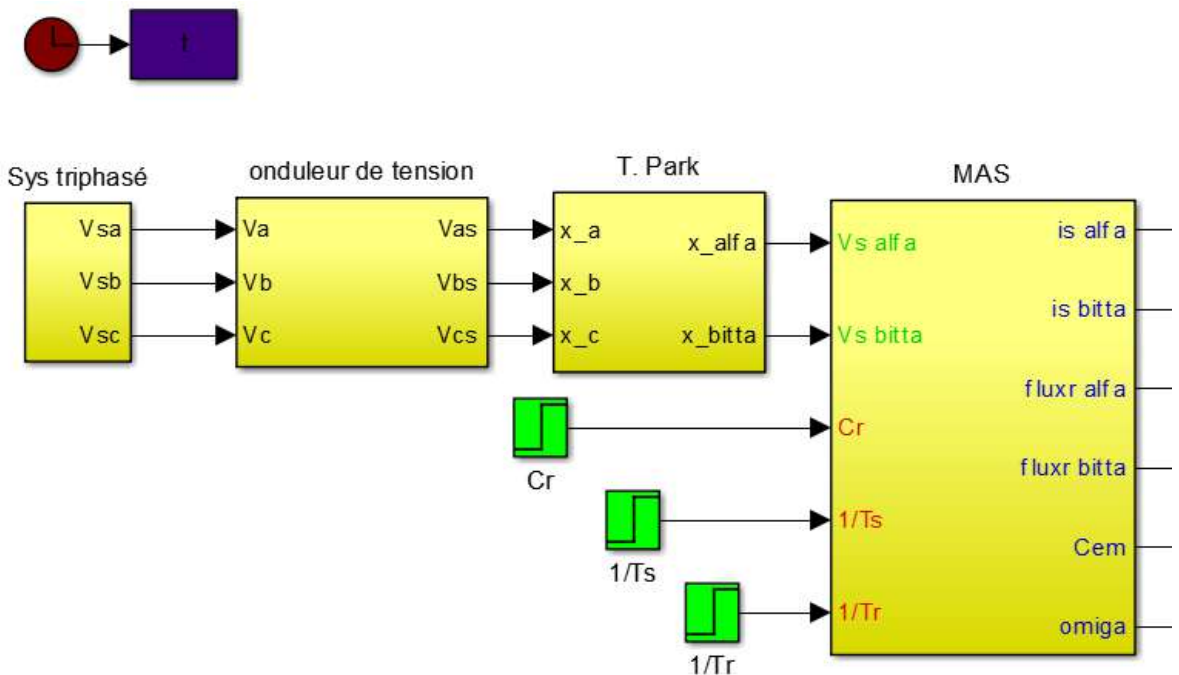 t
Sys triphasé
Vsa
Vsb
Vsc
onduleur de tension
Va
Vb
Vc
Vas
Vbs
Vcs
T. Park
x_a
x_b
x_c
x_alfa
x_bitta
MAS
Vs alfa
Vs bitta
Cr
1/Ts
1/Tr
is alfa
is bitta
fluxr alfa
fluxr bitta
Cem
omiga
Cr
1/Ts
1/Tr